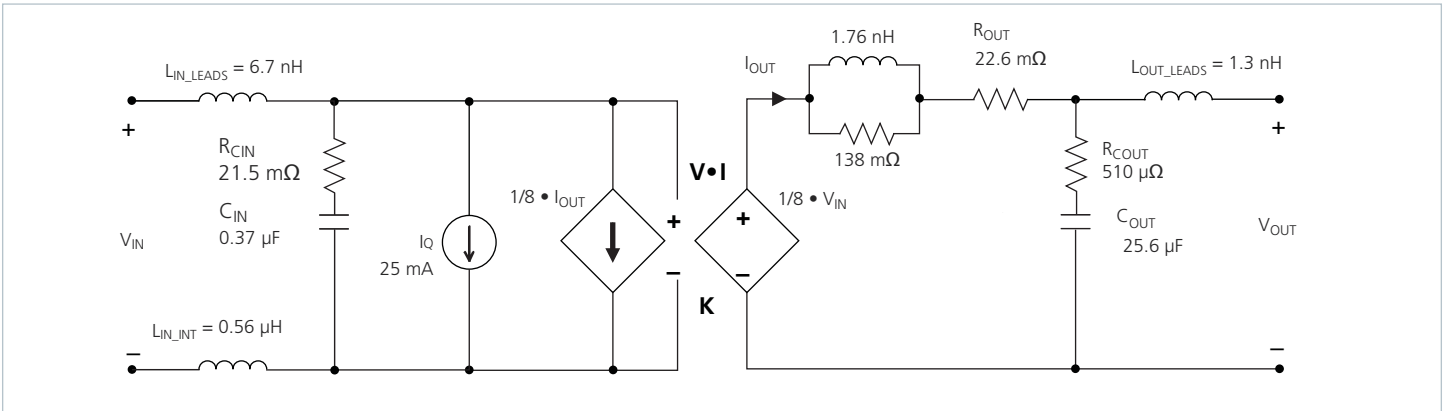 L_IN_LEADS = 6.7 nH
+
R_CIN
21.5 mΩ
C_IN
0.37 µF
V_IN
L_IN_INT = 0.56 µH
–
I_Q
25 mA
1/8 • I_OUT
V•I
+
–
K
+
–
1/8 • V_IN
I_OUT
1.76 nH
138 mΩ
R_OUT
22.6 mΩ
R_COUT
510 µΩ
C_OUT
25.6 µF
L_OUT_LEADS = 1.3 nH
+
V_OUT
–